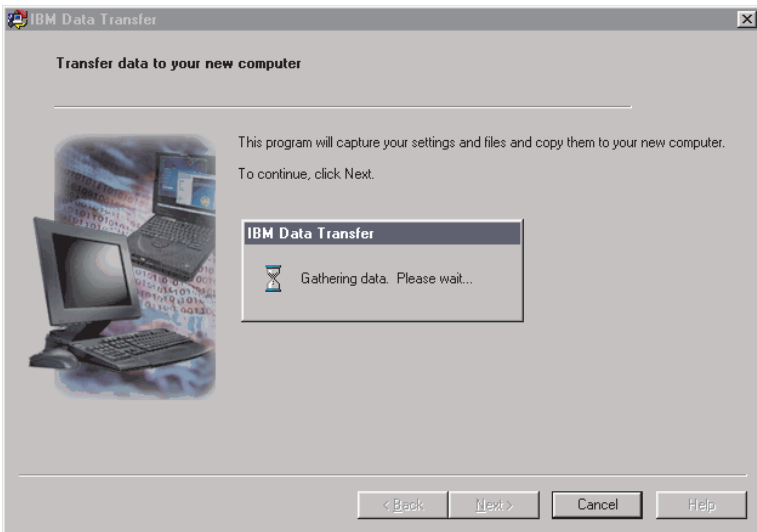 IBM Data Transfer
Transfer data to your new computer
This program will capture your settings and files and copy them to your new computer.
To continue, click Next.
IBM Data Transfer
Gathering data. Please wait...
< Back
Next >
Cancel
Help